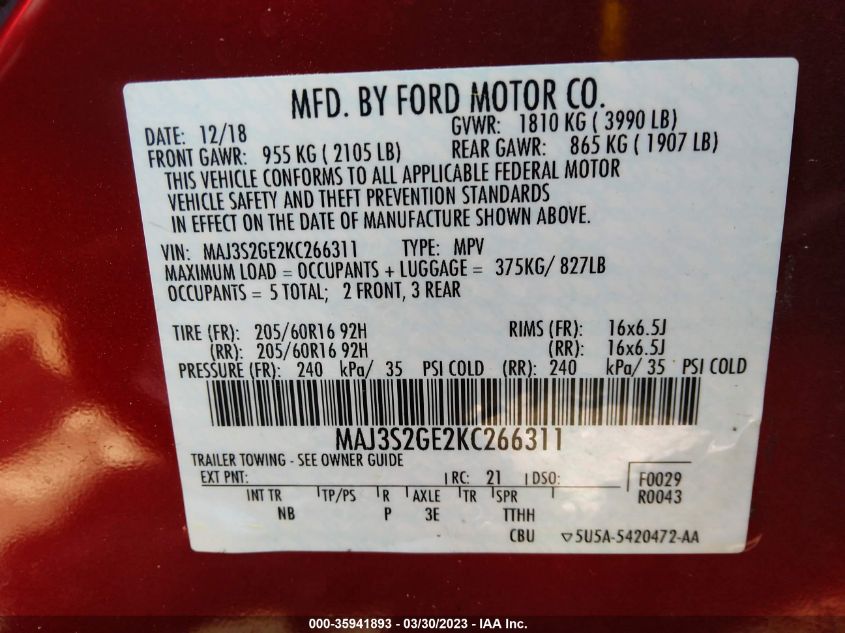 MFD. BY FORD MOTOR CO.
DATE: 12/18 GVWR: 1810 KG ( 3990 LB)
FRONT GAWR: 955 KG ( 2105 LB) REAR GAWR: 865 KG ( 1907 LB)
THIS VEHICLE CONFORMS TO ALL APPLICABLE FEDERAL MOTOR
VEHICLE SAFETY AND THEFT PREVENTION STANDARDS
IN EFFECT ON THE DATE OF MANUFACTURE SHOWN ABOVE.
VIN: MAJ3S2GE2KC266311 TYPE: MPV
MAXIMUM LOAD = OCCUPANTS + LUGGAGE = 375KG/ 827LB
OCCUPANTS = 5 TOTAL; 2 FRONT, 3 REAR
TIRE (FR): 205/60R16 92H RIMS (FR): 16x6.5J
(RR): 205/60R16 92H (RR): 16x6.5J
PRESSURE (FR): 240 kPa/ 35 PSI COLD (RR): 240 kPa/ 35 PSI COLD
MAJ3S2GE2KC266311
TRAILER TOWING - SEE OWNER GUIDE
EXT PNT: RC: 21 DSO: F0029
R0043
INT TR TP/PS R AXLE TR SPR
NB P 3E TTHH
CBU ▽5U5A-5420472-AA
000-35941893 — 03/30/2023 — IAA Inc.